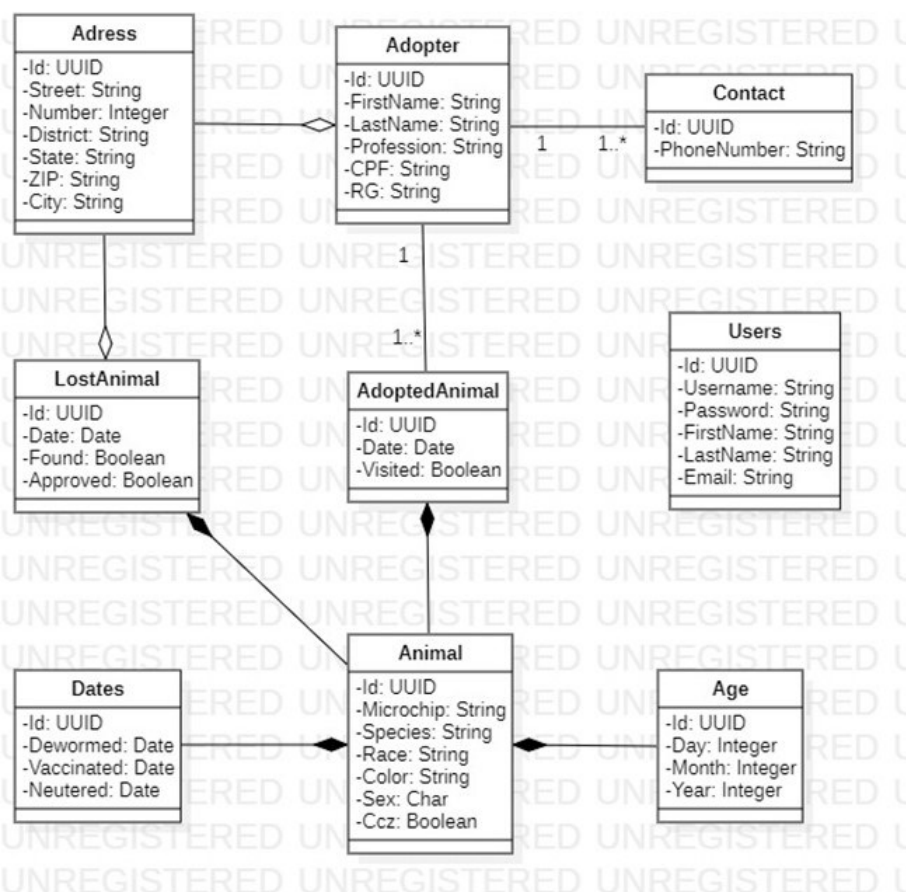 Adress
-Id: UUID
-Street: String
-Number: Integer
-District: String
-State: String
-ZIP: String
-City: String
Adopter
-Id: UUID
-FirstName: String
-LastName: String
-Profession: String
-CPF: String
-RG: String
Contact
-Id: UUID
-PhoneNumber: String
1
1..*
1
1..*
LostAnimal
-Id: UUID
-Date: Date
-Found: Boolean
-Approved: Boolean
AdoptedAnimal
-Id: UUID
-Date: Date
-Visited: Boolean
Users
-Id: UUID
-Username: String
-Password: String
-FirstName: String
-LastName: String
-Email: String
Dates
-Id: UUID
-Dewormed: Date
-Vaccinated: Date
-Neutered: Date
Animal
-Id: UUID
-Microchip: String
-Species: String
-Race: String
-Color: String
-Sex: Char
-Ccz: Boolean
Age
-Id: UUID
-Day: Integer
-Month: Integer
-Year: Integer
UNREGISTERED UNREGISTERED UNREGISTERED